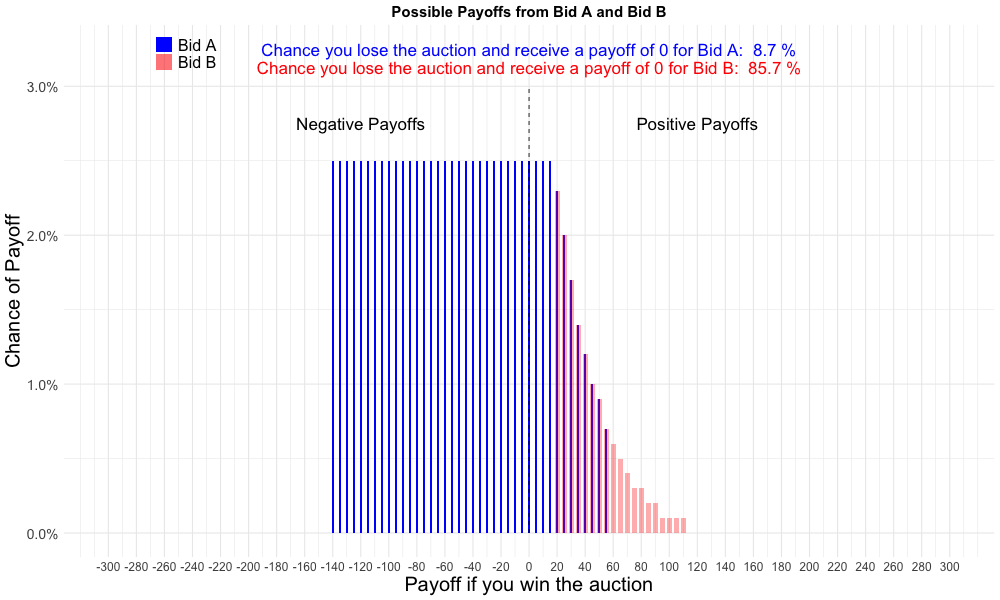 Possible Payoffs from Bid A and Bid B
Bid A
Bid B
Chance you lose the auction and receive a payoff of 0 for Bid A:  8.7 %
Chance you lose the auction and receive a payoff of 0 for Bid B:  85.7 %
Negative Payoffs
Positive Payoffs
Chance of Payoff
3.0%
2.0%
1.0%
0.0%
-300 -280 -260 -240 -220 -200 -180 -160 -140 -120 -100 -80 -60 -40 -20 0 20 40 60 80 100 120 140 160 180 200 220 240 260 280 300
Payoff if you win the auction